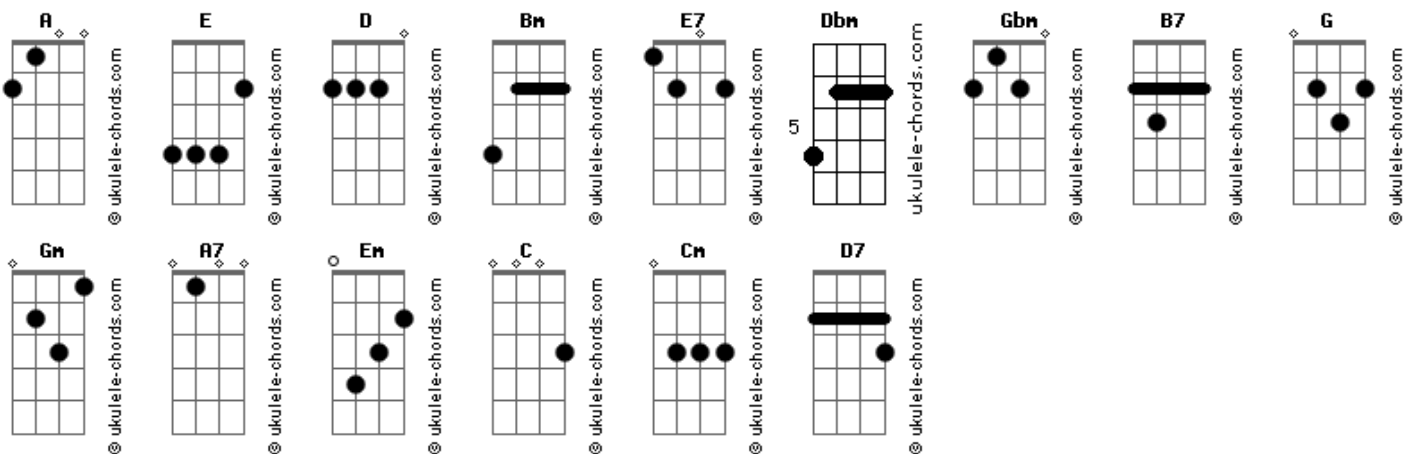 A E D Bm E7 Dbm Gbm B7 G
© ukulele-chords.com © ukulele-chords.com © ukulele-chords.com © ukulele-chords.com © ukulele-chords.com ukulele-chords.com © ukulele-chords.com © ukulele-chords.com © ukulele-chords.com
5
Gm A7 Em C Cm D7
© ukulele-chords.com © ukulele-chords.com © ukulele-chords.com © ukulele-chords.com © ukulele-chords.com © ukulele-chords.com